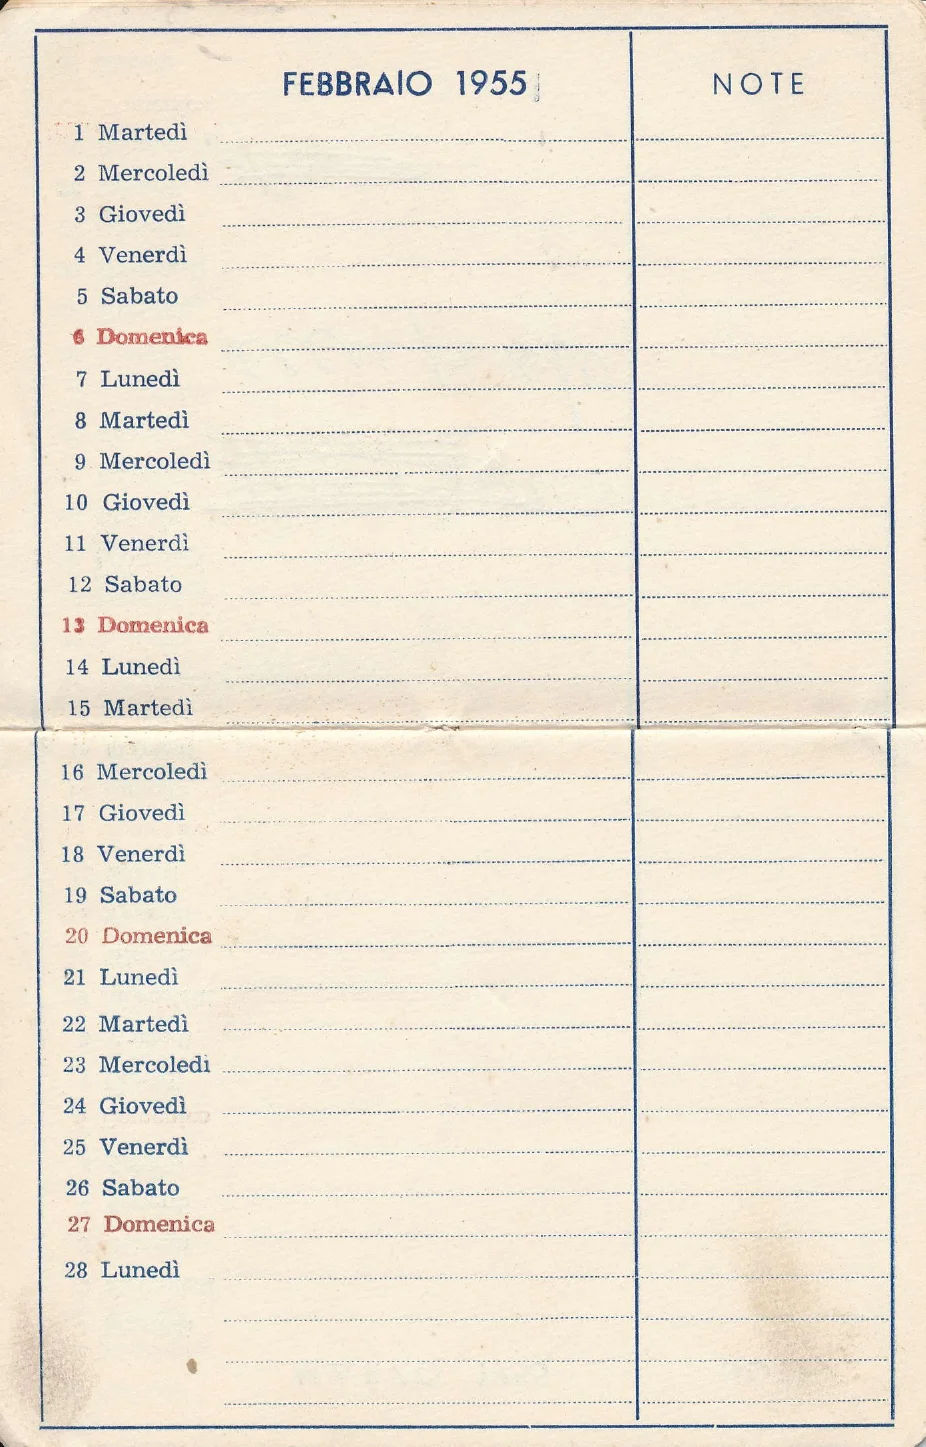 FEBBRAIO 1955 NOTE
1 Martedì
2 Mercoledì
3 Giovedì
4 Venerdì
5 Sabato
6 Domenica
7 Lunedì
8 Martedì
9 Mercoledì
10 Giovedì
11 Venerdì
12 Sabato
13 Domenica
14 Lunedì
15 Martedì
16 Mercoledì
17 Giovedì
18 Venerdì
19 Sabato
20 Domenica
21 Lunedì
22 Martedì
23 Mercoledì
24 Giovedì
25 Venerdì
26 Sabato
27 Domenica
28 Lunedì